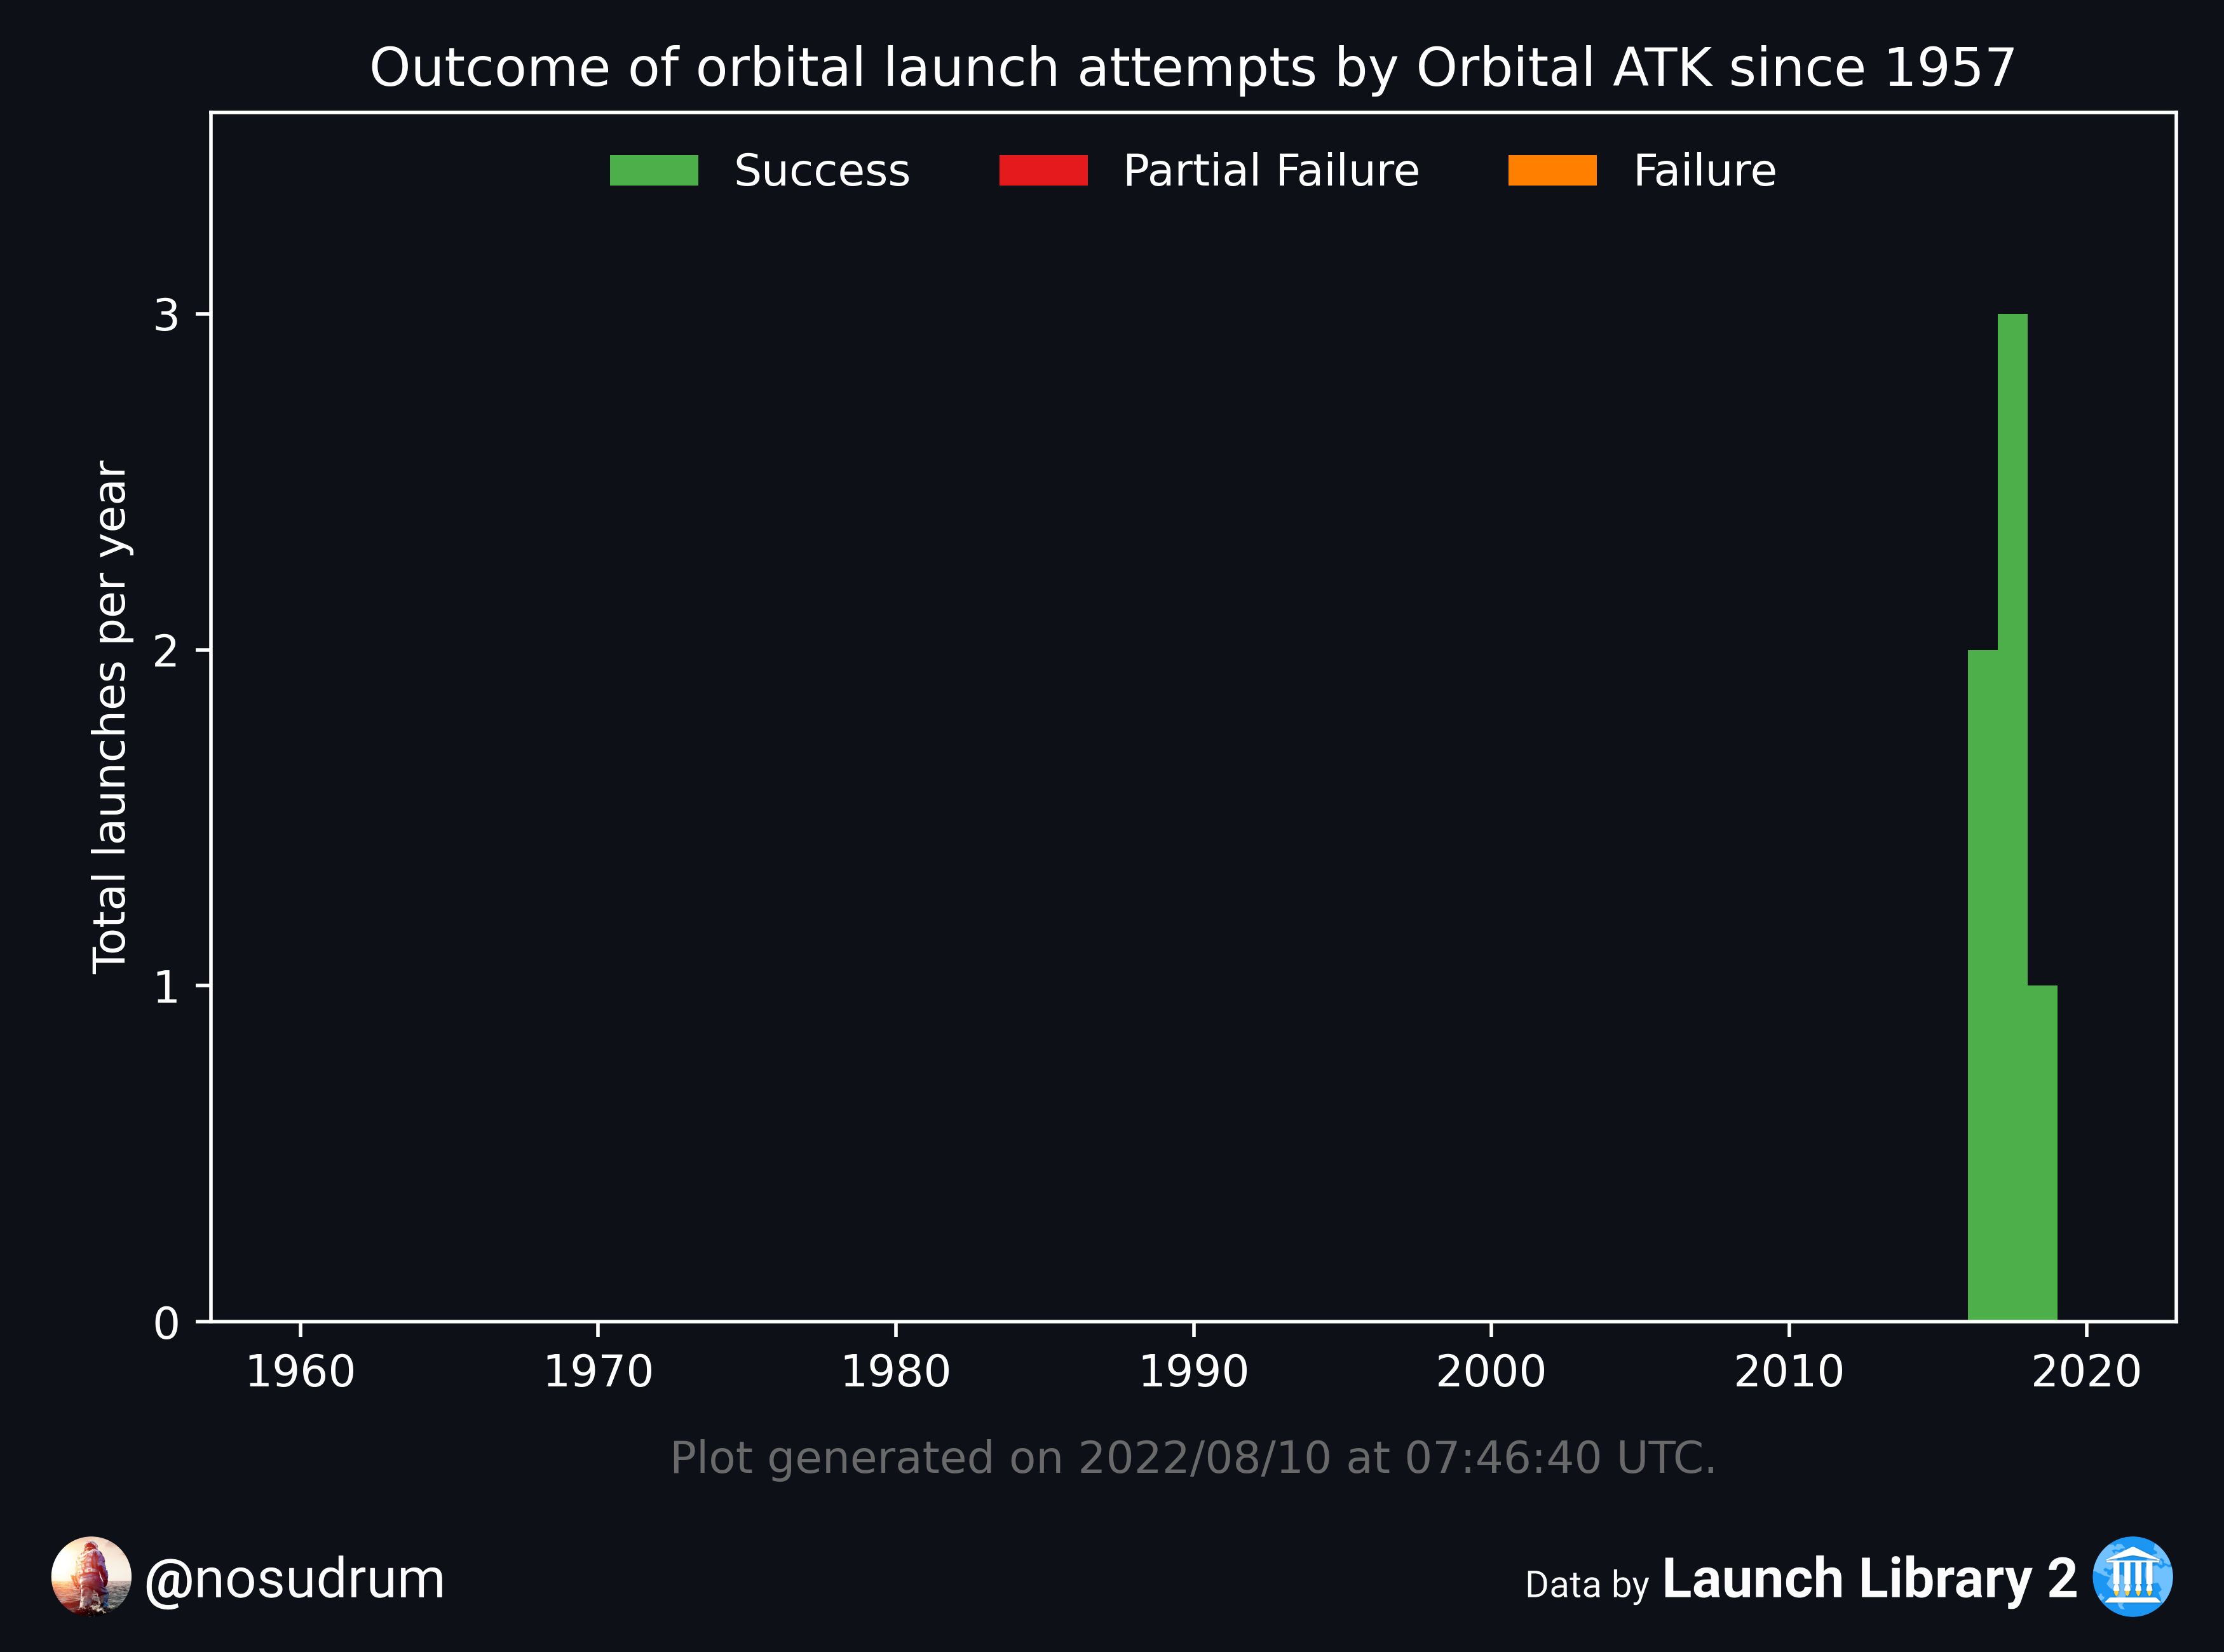 Outcome of orbital launch attempts by Orbital ATK since 1957
Success Partial Failure Failure
Total launches per year
3
2
1
0
1960 1970 1980 1990 2000 2010 2020
Plot generated on 2022/08/10 at 07:46:40 UTC.
@nosudrum
Data by Launch Library 2